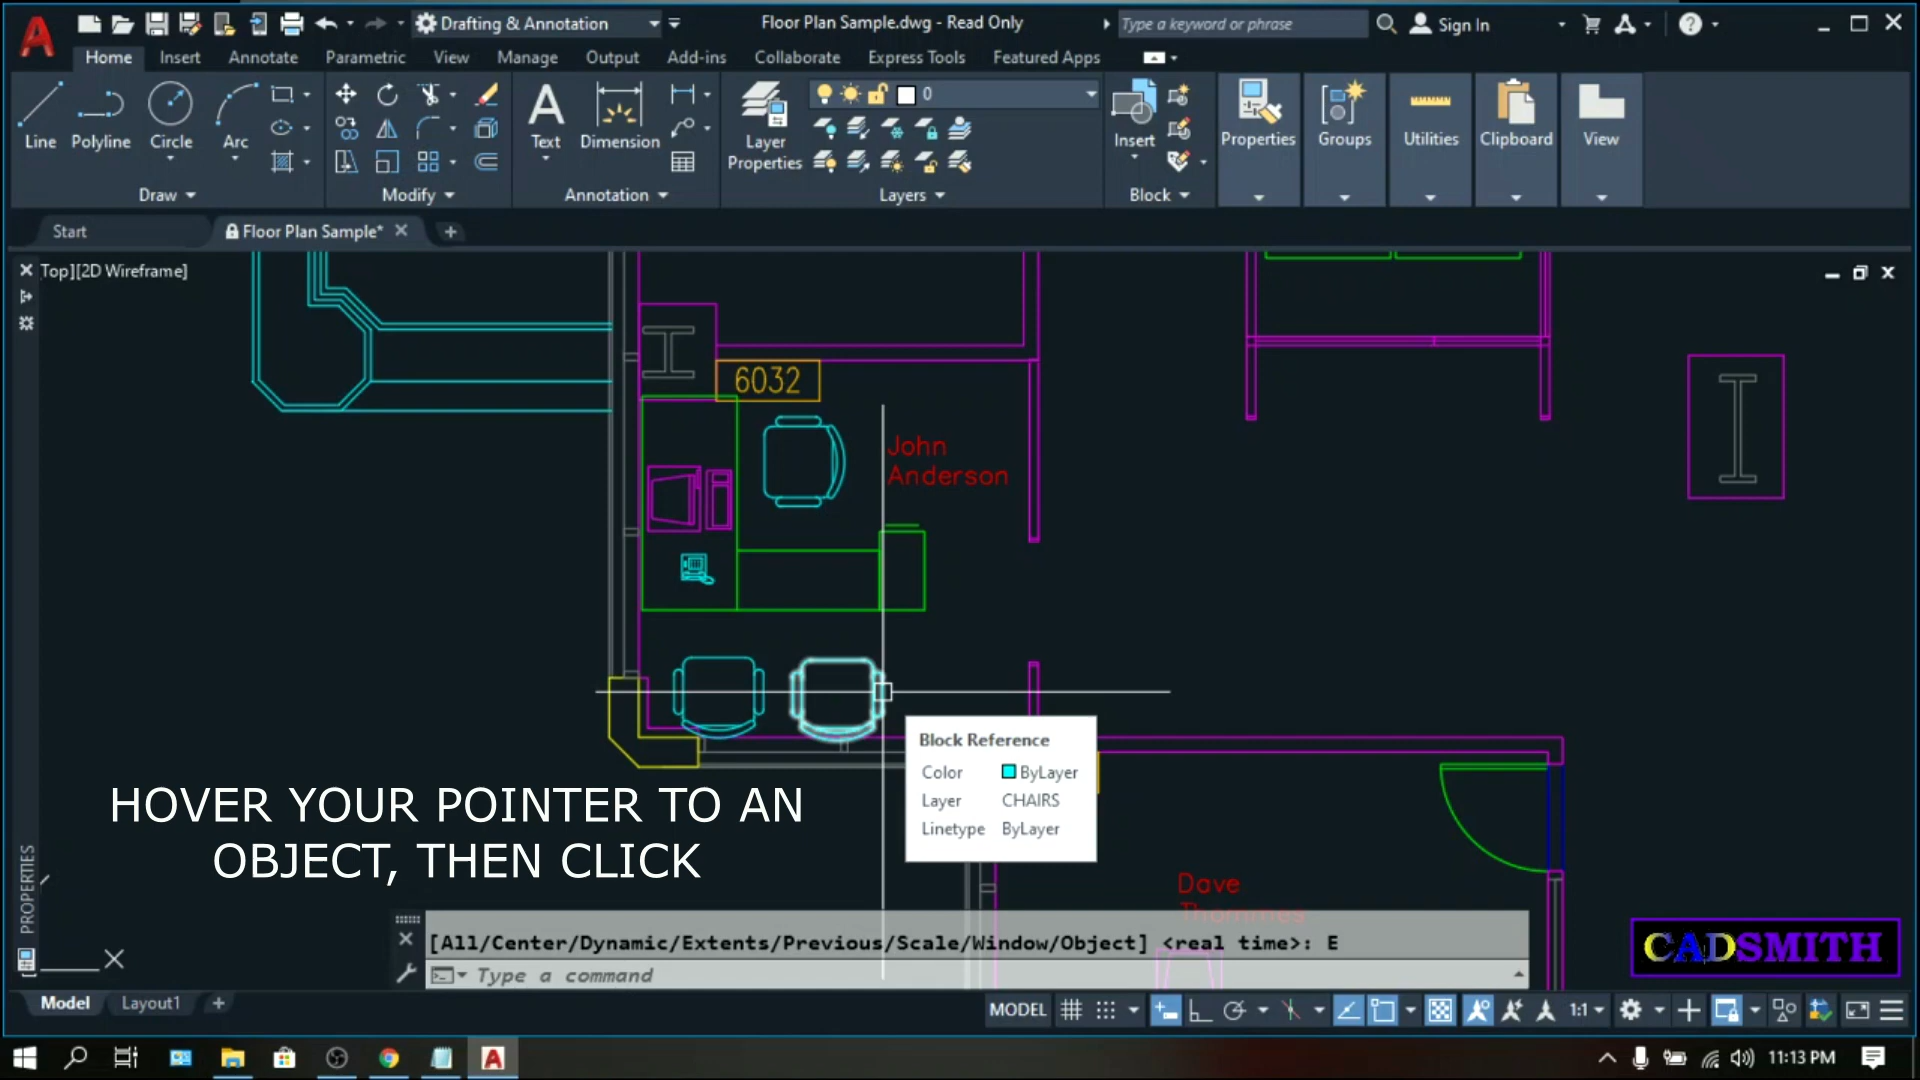 Drafting & Annotation
Floor Plan Sample.dwg - Read Only
Type a keyword or phrase
Sign In
Home
Insert
Annotate
Parametric
View
Manage
Output
Add-ins
Collaborate
Express Tools
Featured Apps
Line
Polyline
Circle
Arc
Text
Dimension
Layer
Properties
0
Insert
Properties
Groups
Utilities
Clipboard
View
Draw
Modify
Annotation
Layers
Block
Start
Floor Plan Sample*
Top][2D Wireframe]
6032
John
Anderson
Block Reference
Color ByLayer
Layer CHAIRS
Linetype ByLayer
HOVER YOUR POINTER TO AN
OBJECT, THEN CLICK
PROPERTIES
Dave
Thommes
[All/Center/Dynamic/Extents/Previous/Scale/Window/Object] <real time>: E
Type a command
CADSMITH
Model
Layout1
MODEL
1:1
11:13 PM